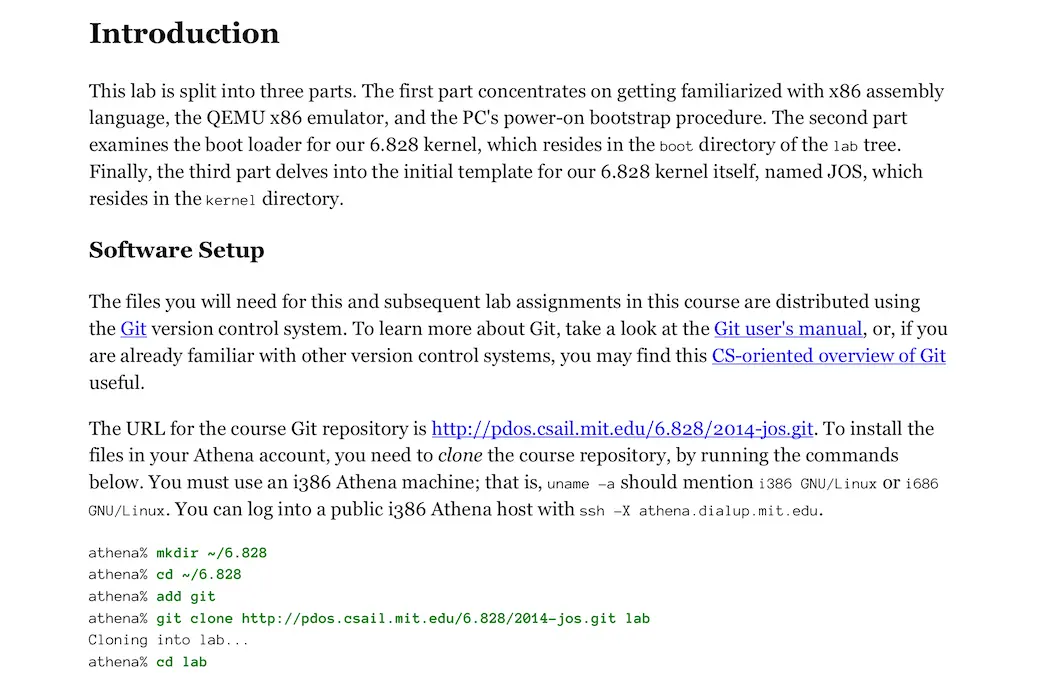 Introduction
This lab is split into three parts. The first part concentrates on getting familiarized with x86 assembly
language, the QEMU x86 emulator, and the PC's power-on bootstrap procedure. The second part
examines the boot loader for our 6.828 kernel, which resides in the boot directory of the lab tree.
Finally, the third part delves into the initial template for our 6.828 kernel itself, named JOS, which
resides in the kernel directory.
Software Setup
The files you will need for this and subsequent lab assignments in this course are distributed using
the Git version control system. To learn more about Git, take a look at the Git user's manual, or, if you
are already familiar with other version control systems, you may find this CS-oriented overview of Git
useful.
The URL for the course Git repository is http://pdos.csail.mit.edu/6.828/2014-jos.git. To install the
files in your Athena account, you need to clone the course repository, by running the commands
below. You must use an i386 Athena machine; that is, uname -a should mention i386 GNU/Linux or i686
GNU/Linux. You can log into a public i386 Athena host with ssh -X athena.dialup.mit.edu.
athena% mkdir ~/6.828
athena% cd ~/6.828
athena% add git
athena% git clone http://pdos.csail.mit.edu/6.828/2014-jos.git lab
Cloning into lab...
athena% cd lab